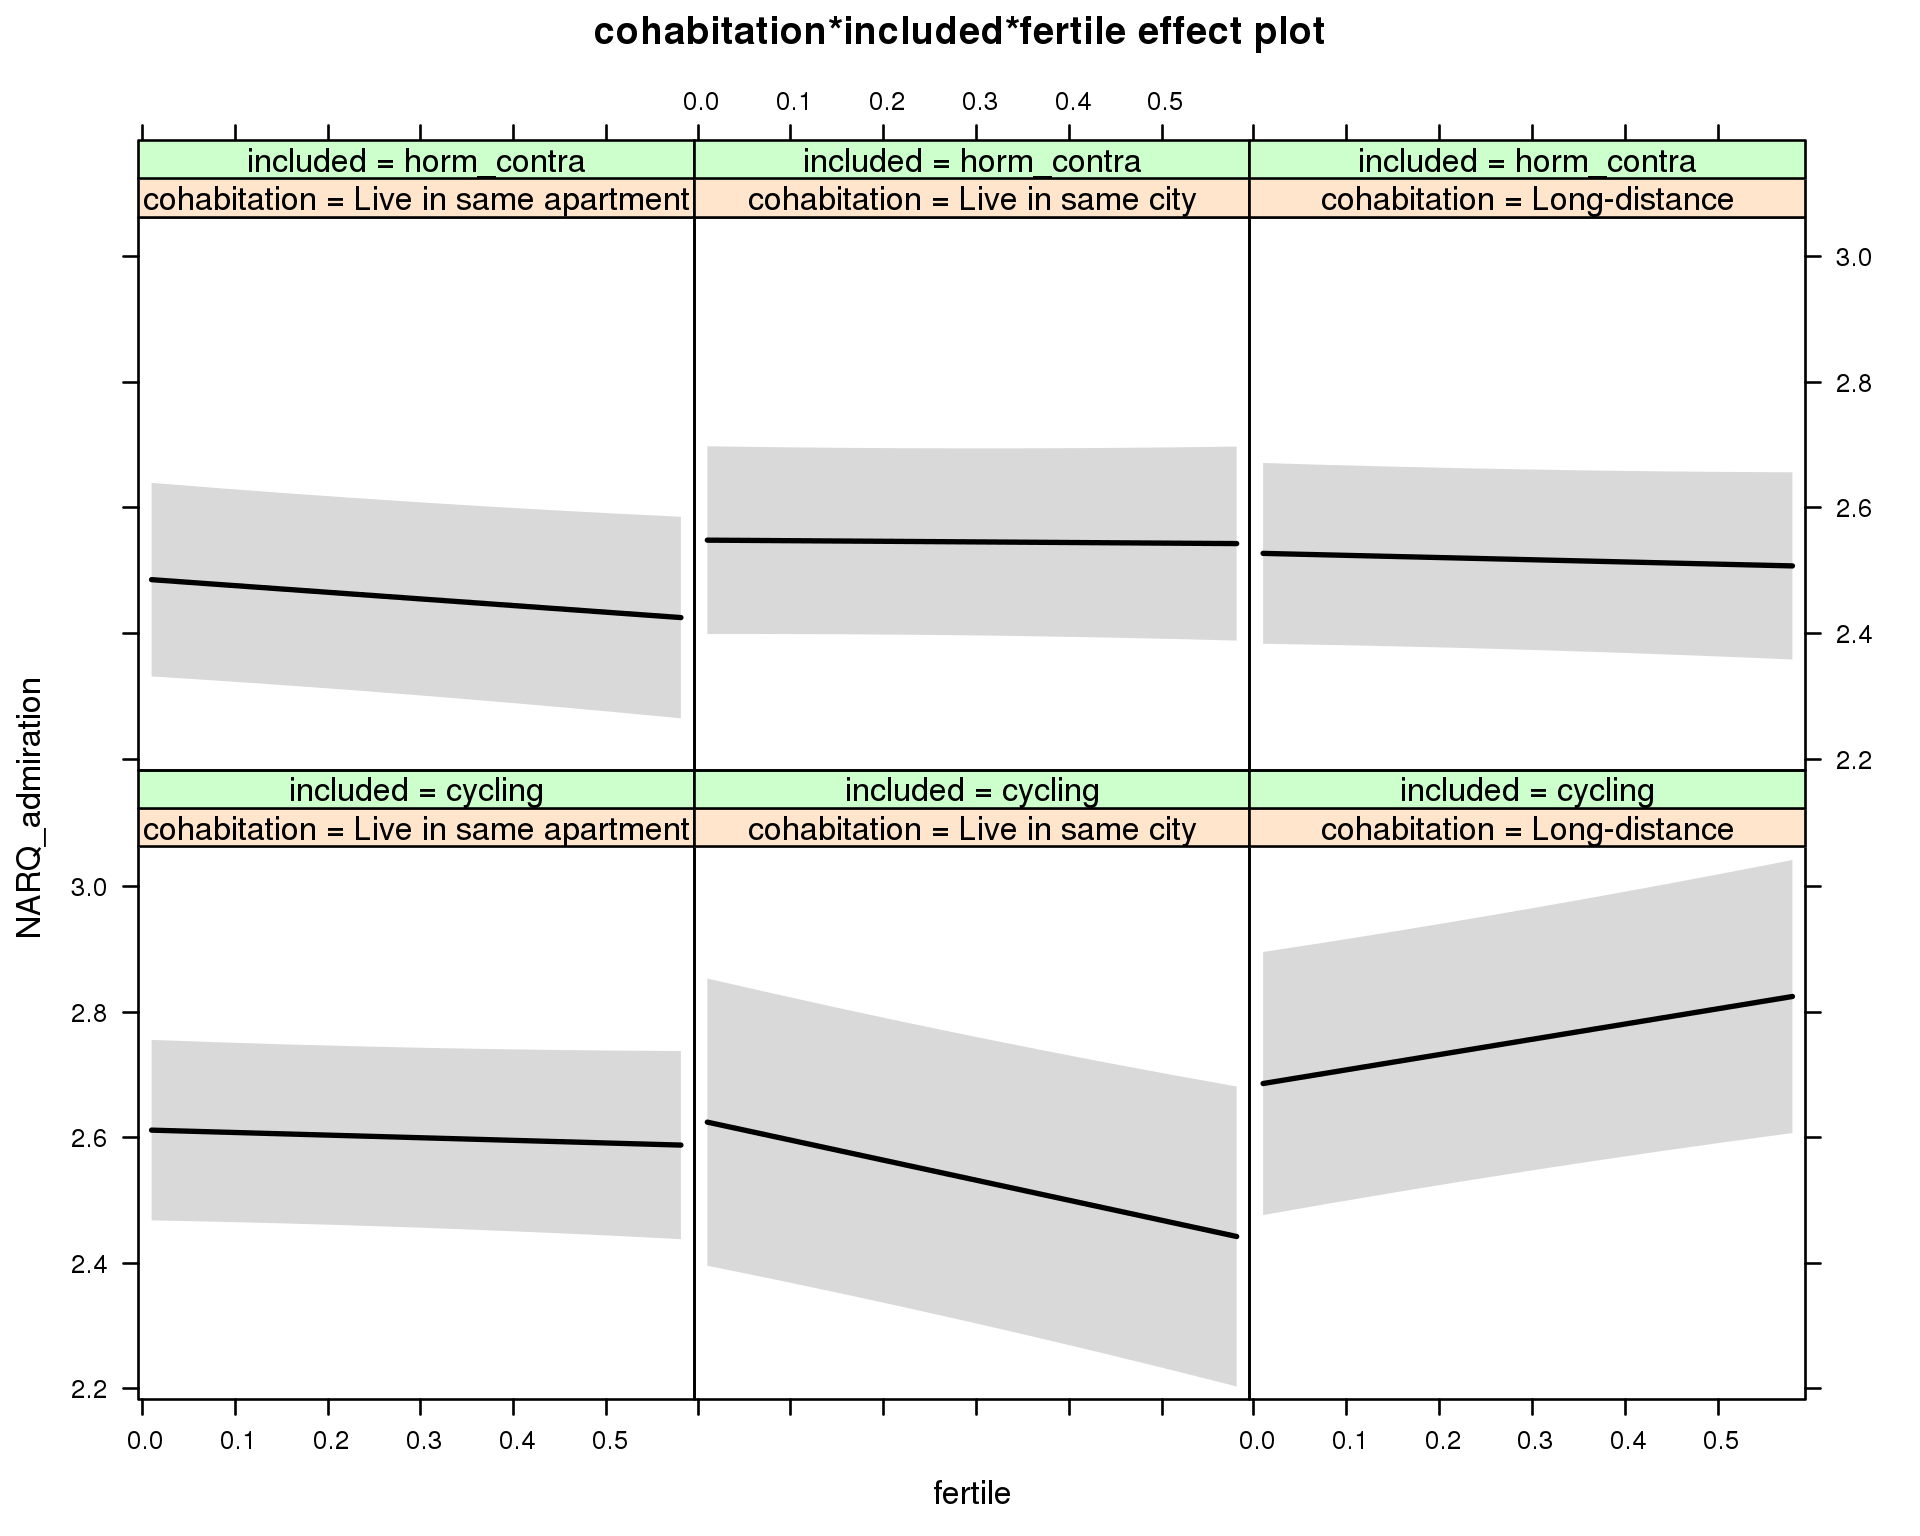 cohabitation*included*fertile effect plot
0.0 0.1 0.2 0.3 0.4 0.5
included = horm_contra included = horm_contra included = horm_contra
cohabitation = Live in same apartment cohabitation = Live in same city cohabitation = Long-distance
3.0
2.8
2.6
2.4
2.2
included = cycling included = cycling included = cycling
cohabitation = Live in same apartment cohabitation = Live in same city cohabitation = Long-distance
NARQ_admiration
3.0
2.8
2.6
2.4
2.2
0.0 0.1 0.2 0.3 0.4 0.5 0.0 0.1 0.2 0.3 0.4 0.5
fertile